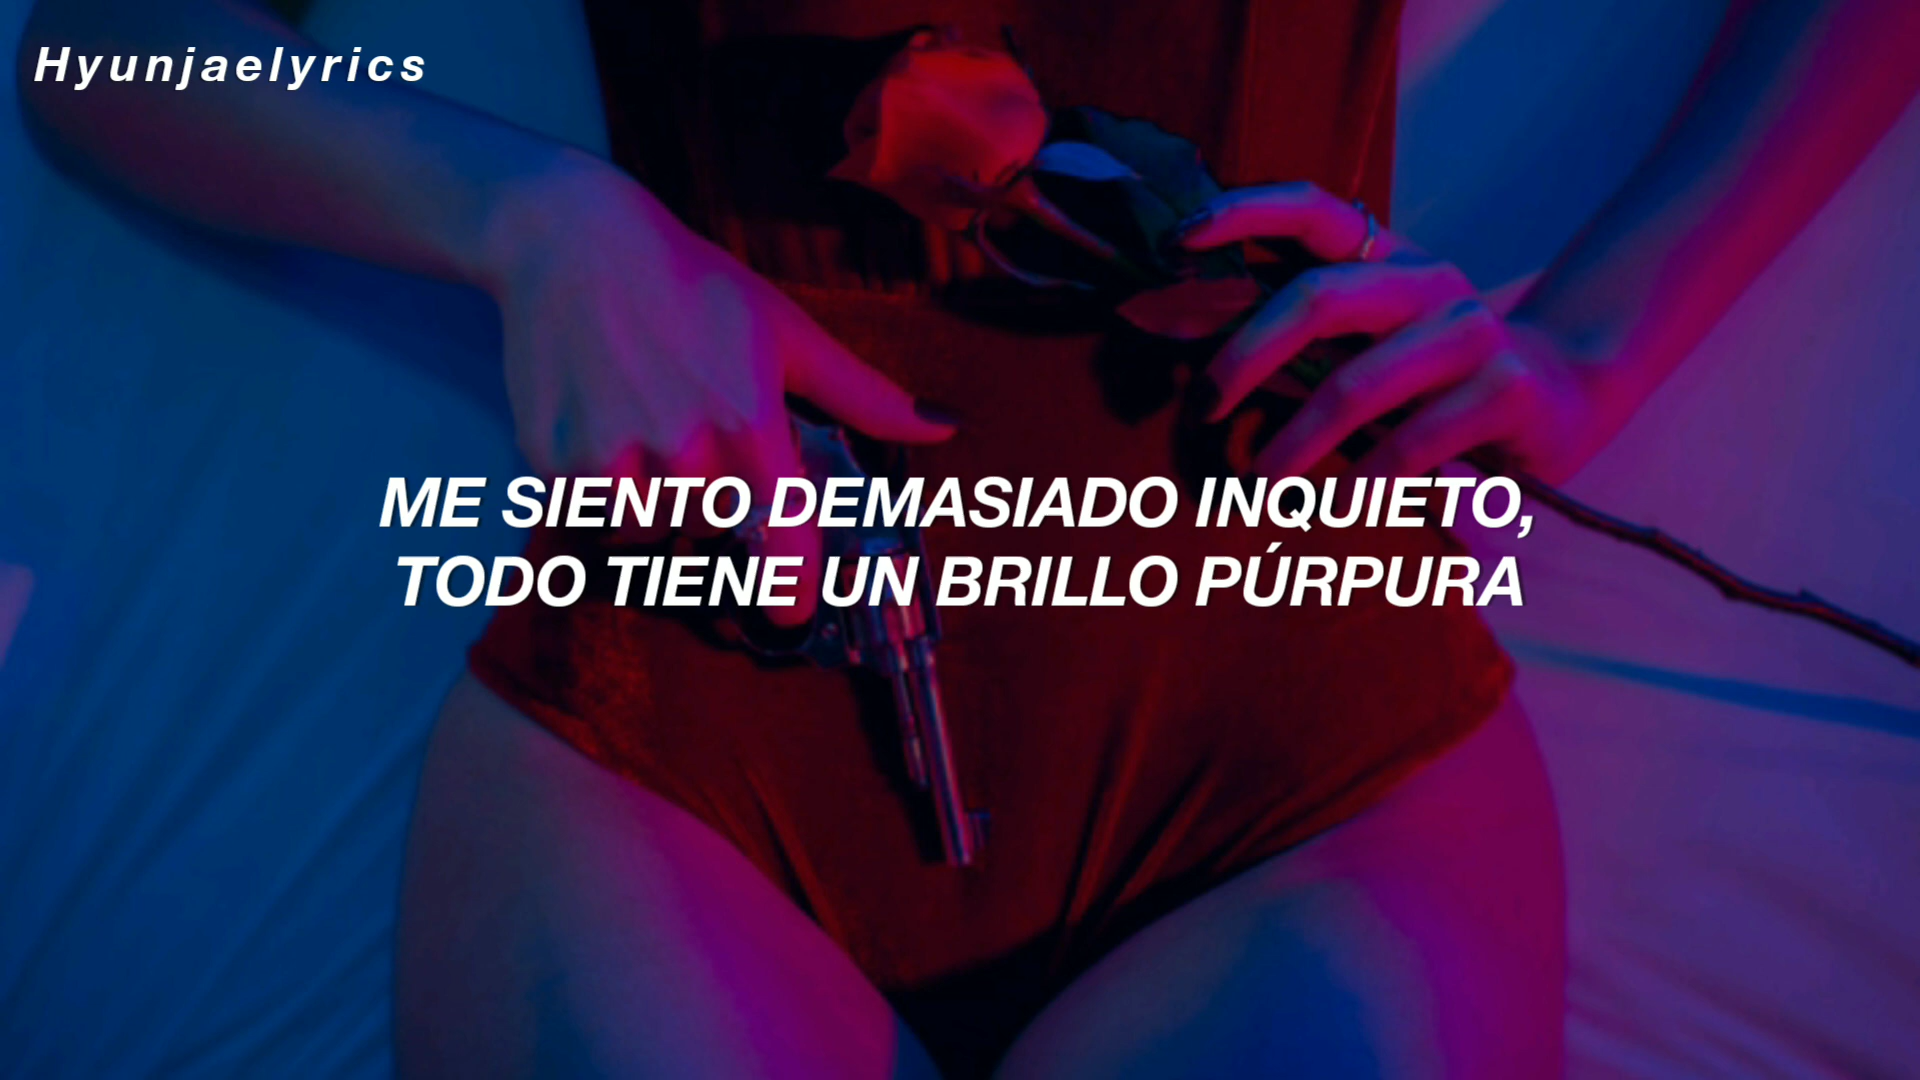 Hyunjaelyrics
ME SIENTO DEMASIADO INQUIETO,
TODO TIENE UN BRILLO PÚRPURA